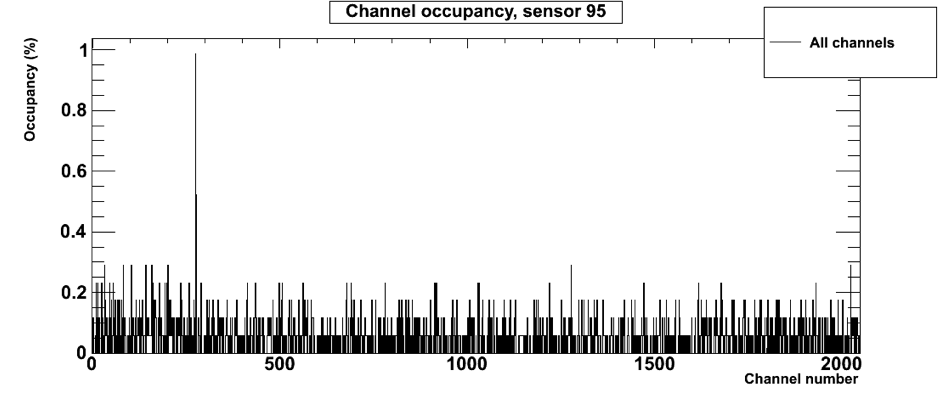 Channel occupancy, sensor 95
All channels
Occupancy (%)
1
0.8
0.6
0.4
0.2
0
0 500 1000 1500 2000
Channel number